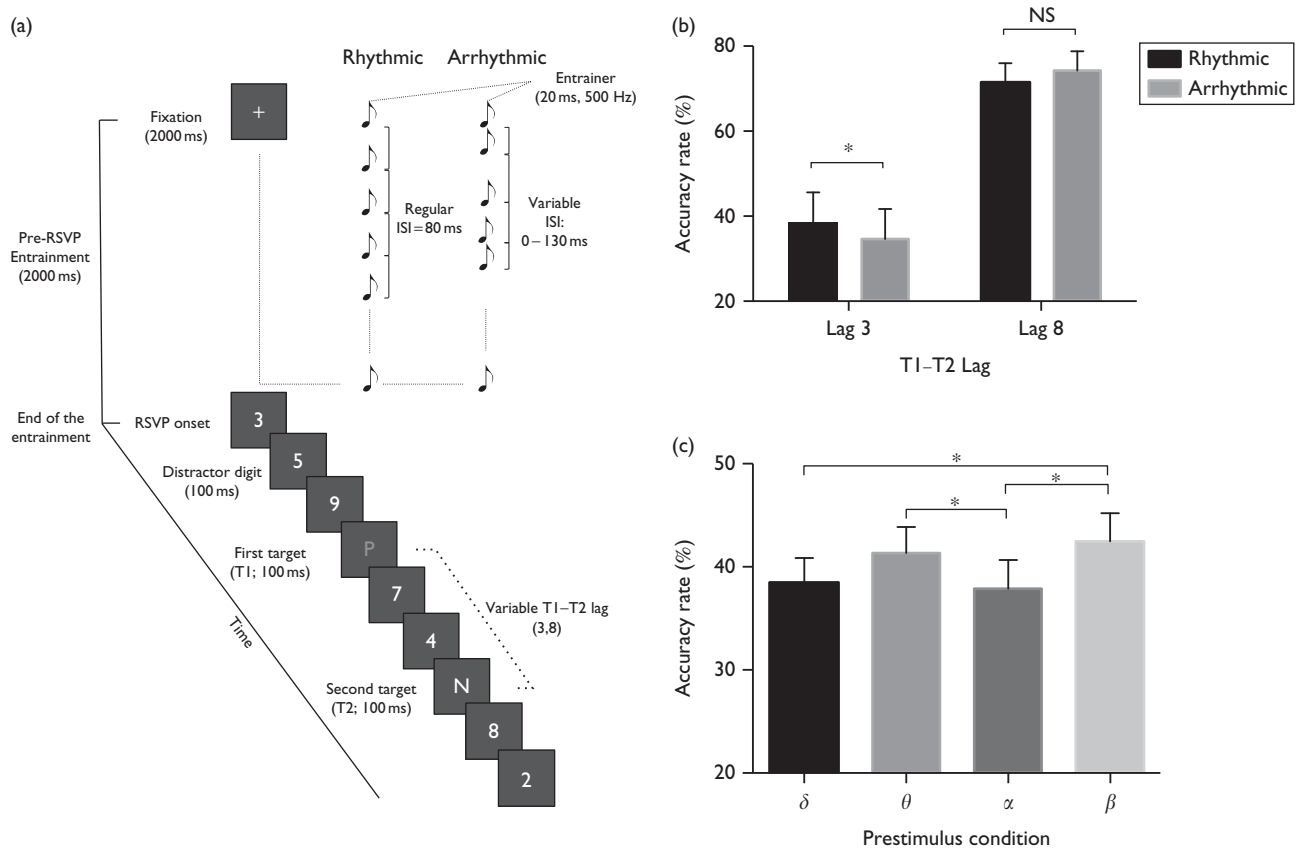 (a)
Rhythmic
Arrhythmic
Entrainer
(20 ms, 500 Hz)
Fixation
(2000 ms)
+
Regular
ISI=80 ms
Variable
ISI:
0–130 ms
Pre-RSVP
Entrainment
(2000 ms)
End of the
entrainment
RSVP onset
3
5
Distractor digit
(100 ms)
9
P
First target
(T1; 100 ms)
7
Variable T1–T2 lag
(3,8)
4
Time
N
Second target
(T2; 100 ms)
8
2
(b)
NS
Rhythmic
Arrhythmic
80
60
40
20
Accuracy rate (%)
*
Lag 3
Lag 8
T1–T2 Lag
(c)
50
40
30
20
Accuracy rate (%)
*
*
*
δ
θ
α
β
Prestimulus condition